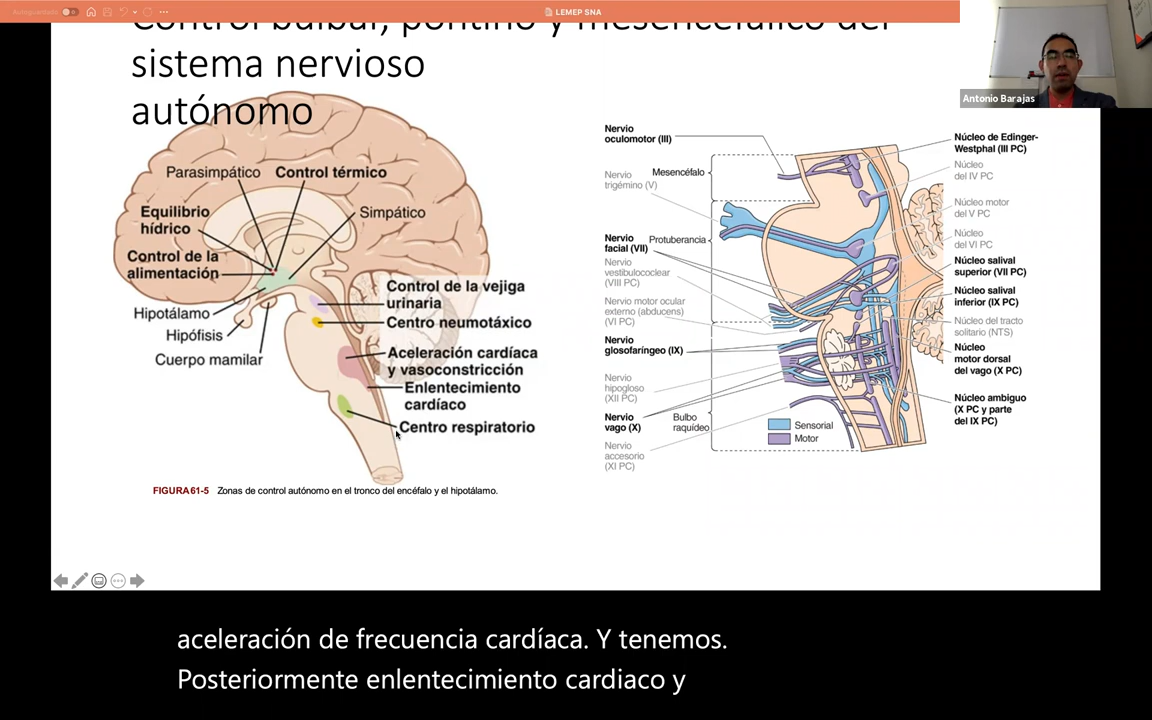 Autoguardado
LEMEP SNA
Antonio Barajas
Control bulbar, pontino y mesencefálico del
sistema nervioso
autónomo
Parasimpático
Control térmico
Equilibrio
hídrico
Simpático
Control de la
alimentación
Hipotálamo
Hipófisis
Cuerpo mamilar
Control de la vejiga
urinaria
Centro neumotáxico
Aceleración cardíaca
y vasoconstricción
Enlentecimiento
cardíaco
Centro respiratorio
FIGURA 61-5 Zonas de control autónomo en el tronco del encéfalo y el hipotálamo.
Nervio
oculomotor (III)
Mesencéfalo
Nervio
trigémino (V)
Nervio
facial (VII)
Protuberancia
Nervio
vestibulococlear
(VIII PC)
Nervio motor ocular
externo (abducens)
(VI PC)
Nervio
glosofaríngeo (IX)
Nervio
hipogloso
(XII PC)
Nervio
vago (X)
Bulbo
raquídeo
Nervio
accesorio
(XI PC)
Sensorial
Motor
Núcleo de Edinger-
Westphal (III PC)
Núcleo
del IV PC
Núcleo motor
del V PC
Núcleo
del VI PC
Núcleo salival
superior (VII PC)
Núcleo salival
inferior (IX PC)
Núcleo del tracto
solitario (NTS)
Núcleo
motor dorsal
del vago (X PC)
Núcleo ambiguo
(X PC y parte
del IX PC)
aceleración de frecuencia cardíaca. Y tenemos.
Posteriormente enlentecimiento cardiaco y